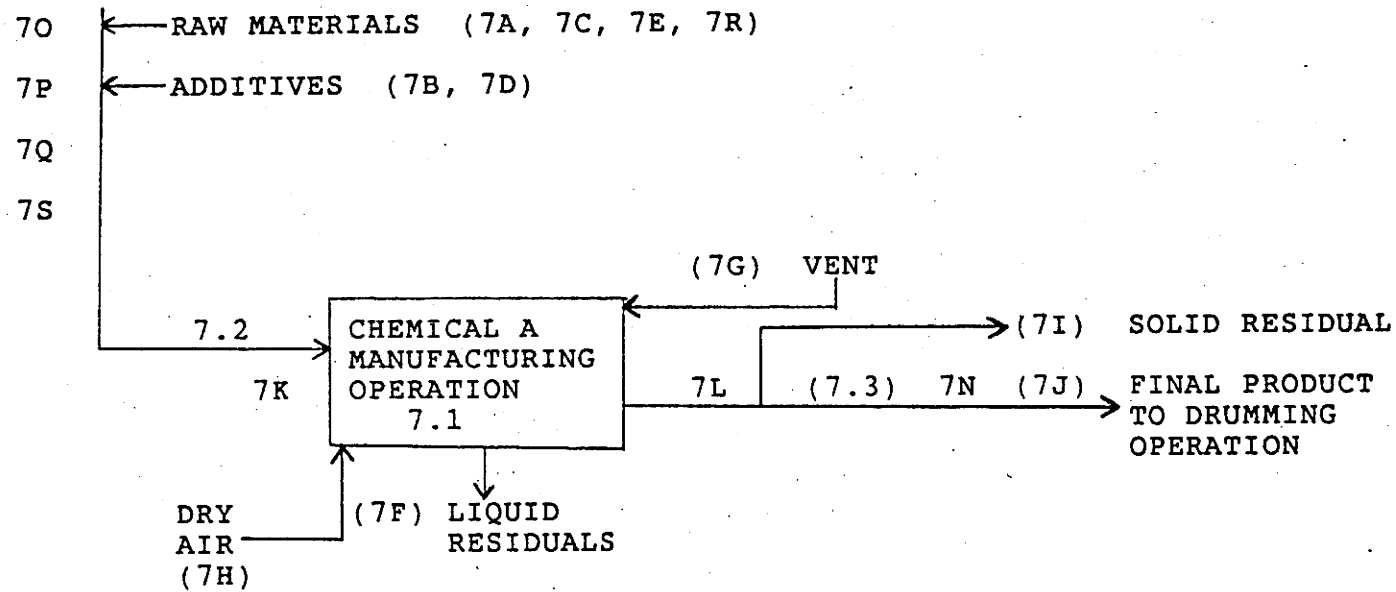 7O RAW MATERIALS (7A, 7C, 7E, 7R)
7P ADDITIVES (7B, 7D)
7Q
7S
(7G) VENT
7.2 CHEMICAL A (7I) SOLID RESIDUAL
MANUFACTURING
7K OPERATION 7L (7.3) 7N (7J) FINAL PRODUCT
7.1 TO DRUMMING
OPERATION
DRY (7F) LIQUID
AIR RESIDUALS
(7H)